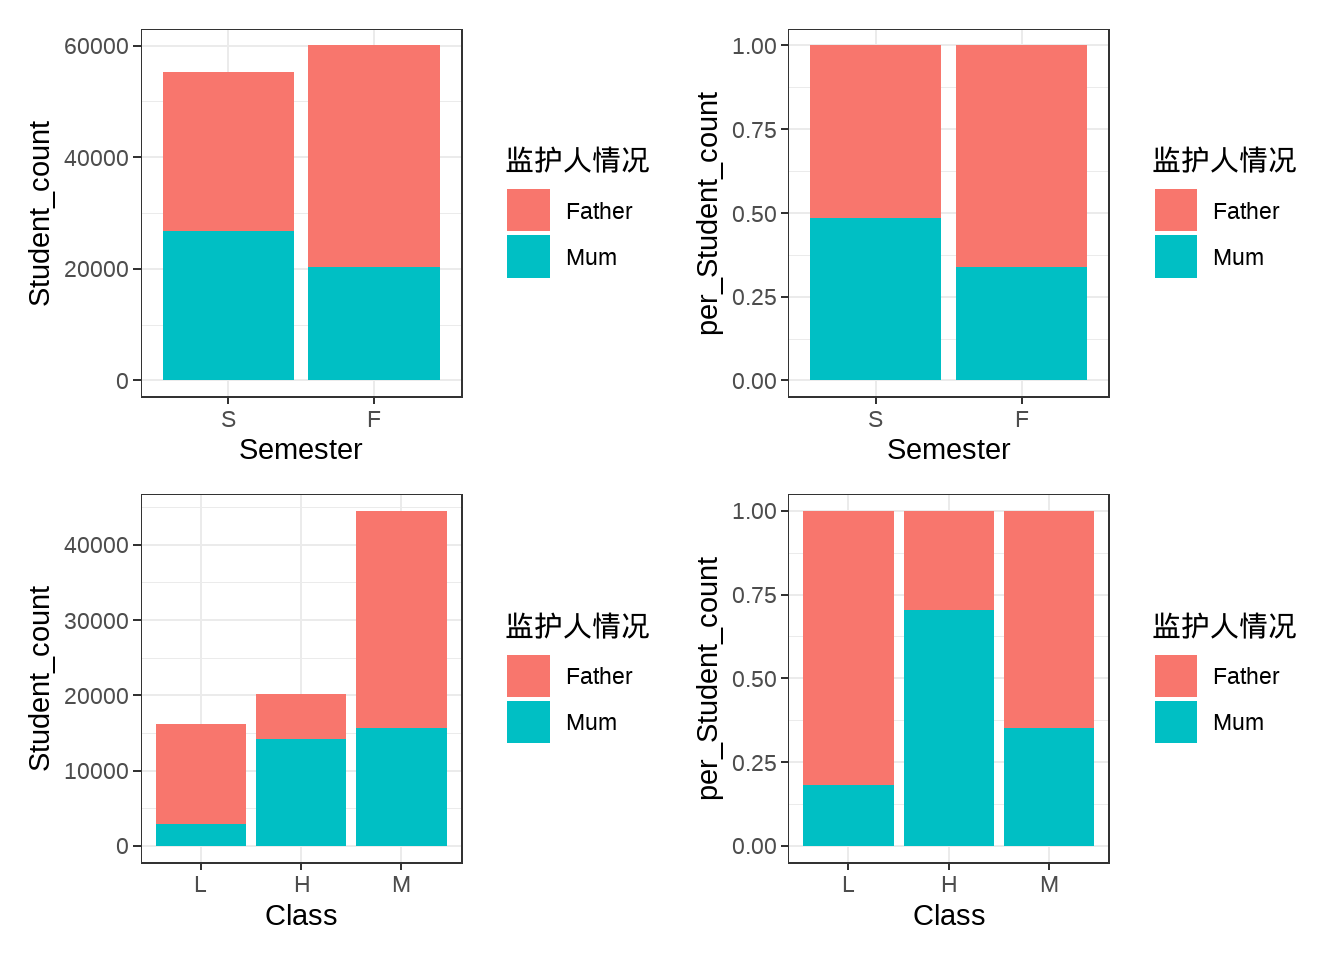 Student_count
60000
40000
20000
0
S F
Semester
监护人情况
Father
Mum
per_Student_count
1.00
0.75
0.50
0.25
0.00
S F
Semester
监护人情况
Father
Mum
Student_count
40000
30000
20000
10000
0
L H M
Class
监护人情况
Father
Mum
per_Student_count
1.00
0.75
0.50
0.25
0.00
L H M
Class
监护人情况
Father
Mum